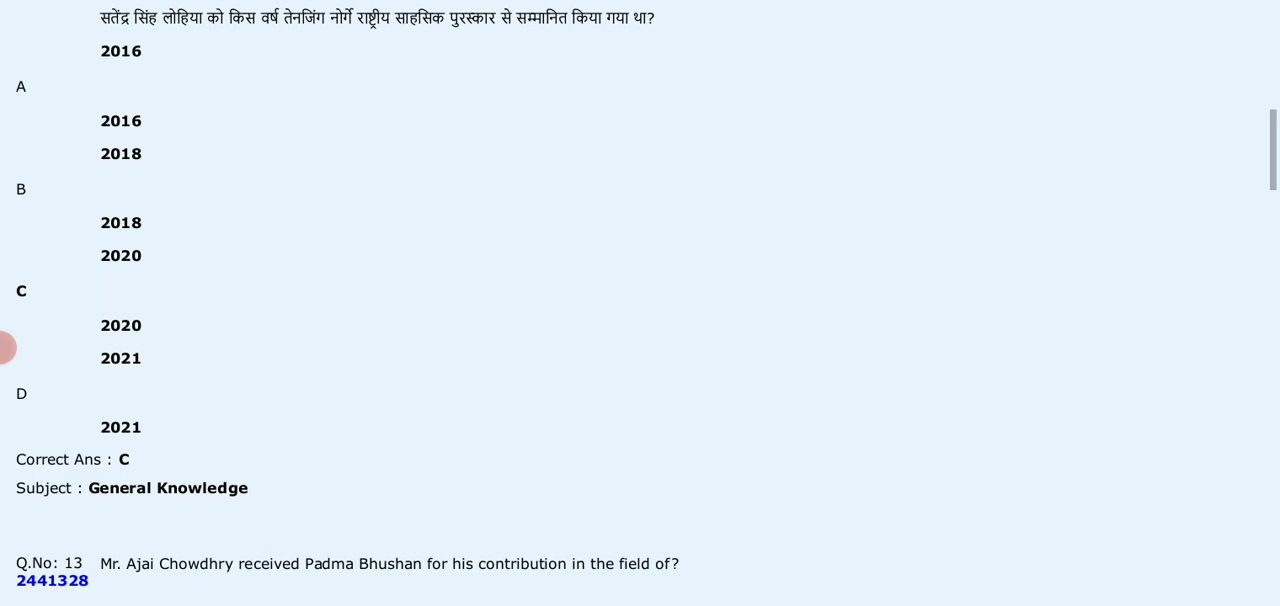 सतेंद्र सिंह लोहिया को किस वर्ष तेनजिंग नोर्गे राष्ट्रीय साहसिक पुरस्कार से सम्मानित किया गया था?
2016
A
2016
2018
B
2018
2020
C
2020
2021
D
2021
Correct Ans : C
Subject : General Knowledge
Q.No: 13 Mr. Ajai Chowdhry received Padma Bhushan for his contribution in the field of?
2441328